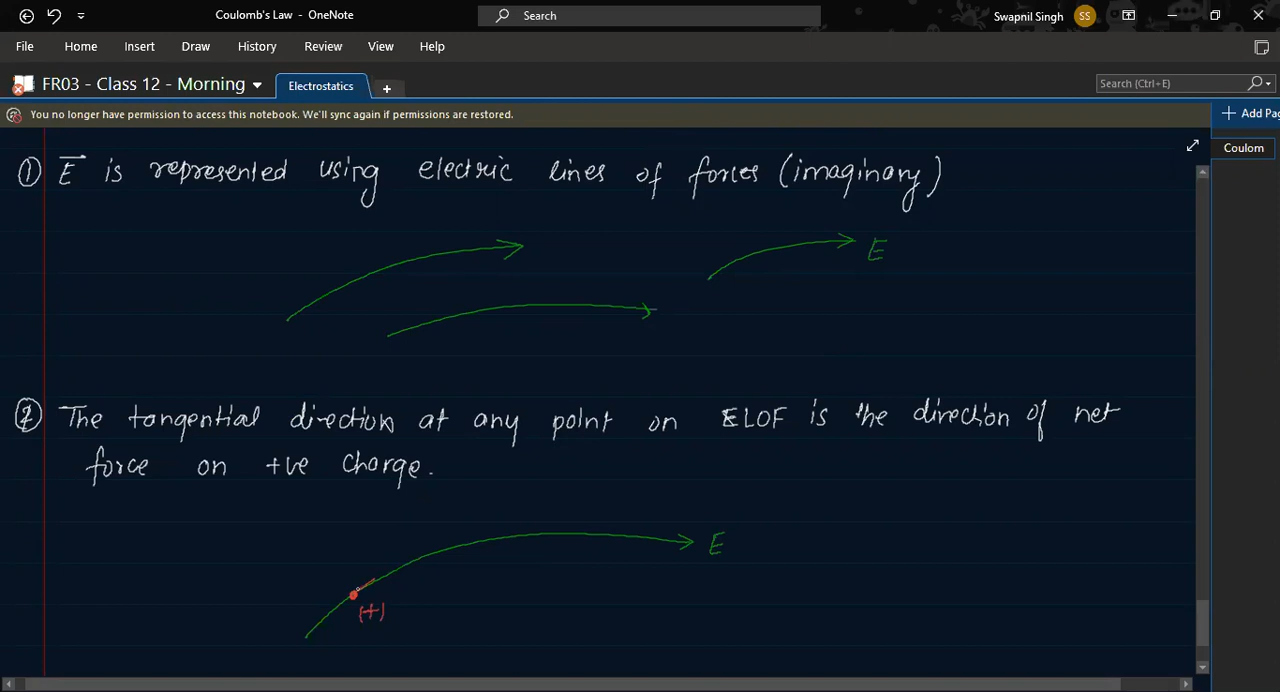 Coulomb's Law - OneNote
Search
Swapnil Singh
SS
File Home Insert Draw History Review View Help
FR03 - Class 12 - Morning
Electrostatics
Search (Ctrl+E)
You no longer have permission to access this notebook. We'll sync again if permissions are restored.
Add Pag
Coulom
① E is represented using electric lines of forces (imaginary)
E
② The tangential direction at any point on ELOF is the direction of net
force on +ve charge.
E
(+)